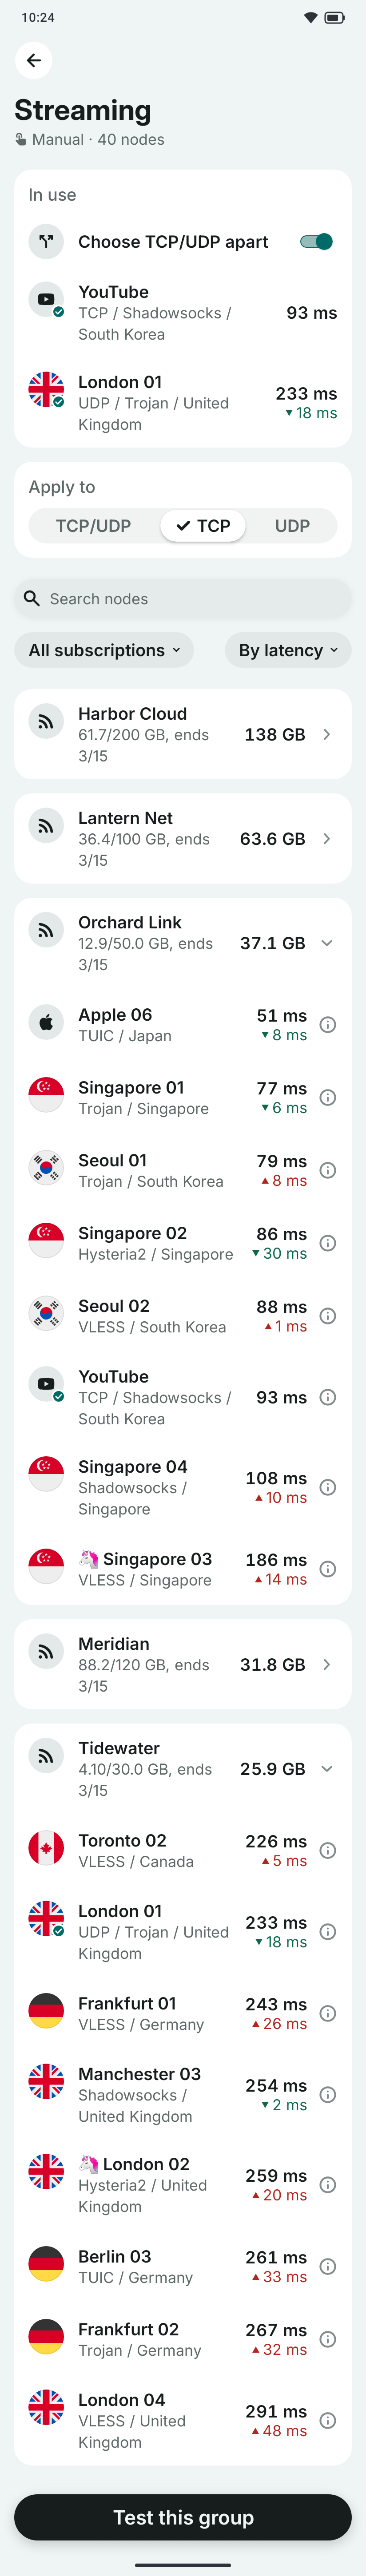 10:24
Streaming
Manual · 40 nodes
In use
Choose TCP/UDP apart
YouTube
TCP / Shadowsocks /
South Korea
93 ms
London 01
UDP / Trojan / United
Kingdom
233 ms
▼18 ms
Apply to
TCP/UDP
TCP
UDP
Search nodes
All subscriptions
By latency
Harbor Cloud
61.7/200 GB, ends
3/15
138 GB
Lantern Net
36.4/100 GB, ends
3/15
63.6 GB
Orchard Link
12.9/50.0 GB, ends
3/15
37.1 GB
Apple 06
TUIC / Japan
51 ms
▼8 ms
Singapore 01
Trojan / Singapore
77 ms
▼6 ms
Seoul 01
Trojan / South Korea
79 ms
▲8 ms
Singapore 02
Hysteria2 / Singapore
86 ms
▼30 ms
Seoul 02
VLESS / South Korea
88 ms
▲1 ms
YouTube
TCP / Shadowsocks /
South Korea
93 ms
Singapore 04
Shadowsocks /
Singapore
108 ms
▲10 ms
🦄 Singapore 03
VLESS / Singapore
186 ms
▲14 ms
Meridian
88.2/120 GB, ends
3/15
31.8 GB
Tidewater
4.10/30.0 GB, ends
3/15
25.9 GB
Toronto 02
VLESS / Canada
226 ms
▲5 ms
London 01
UDP / Trojan / United
Kingdom
233 ms
▼18 ms
Frankfurt 01
VLESS / Germany
243 ms
▲26 ms
Manchester 03
Shadowsocks /
United Kingdom
254 ms
▼2 ms
🦄 London 02
Hysteria2 / United
Kingdom
259 ms
▲20 ms
Berlin 03
TUIC / Germany
261 ms
▲33 ms
Frankfurt 02
Trojan / Germany
267 ms
▲32 ms
London 04
VLESS / United
Kingdom
291 ms
▲48 ms
Test this group